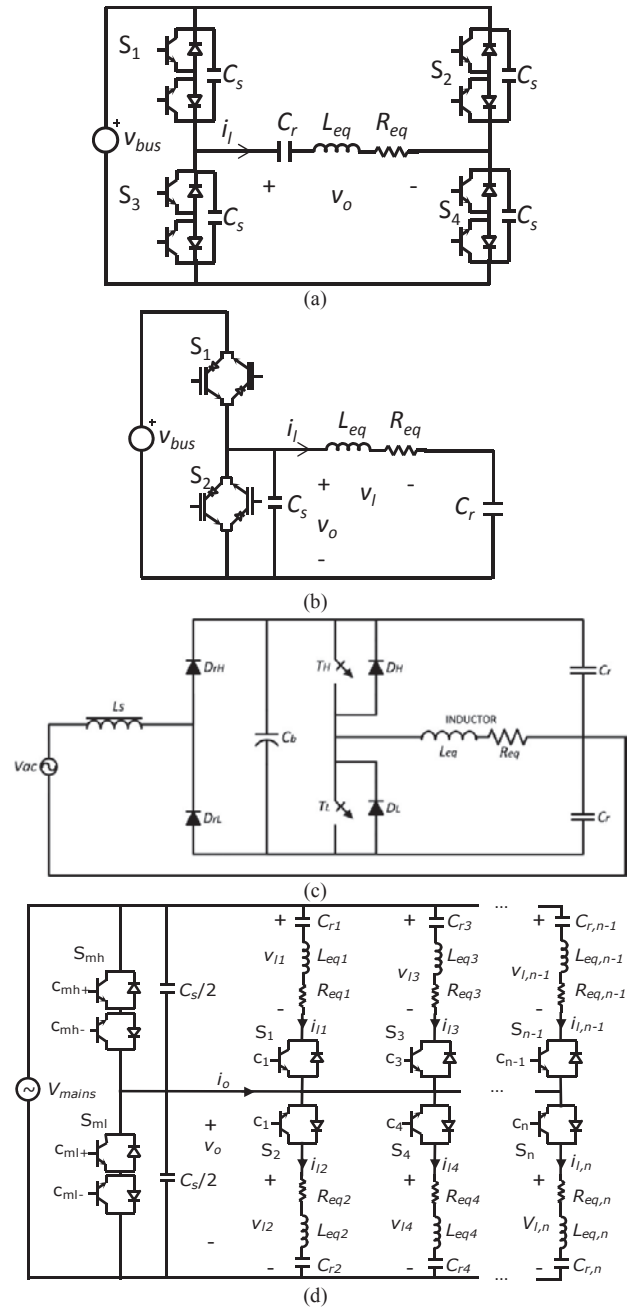 S1
Cs
S2
Cs
+
vbus
il
Cr
Leq
Req
+
vo
-
S3
Cs
S4
Cs
(a)
S1
+
vbus
il
Leq
Req
S2
Cs
+
vl
-
vo
-
Cr
(b)
DrH
TH
DH
Cr
Ls
INDUCTOR
Cb
Leq
Req
Vac
DrL
TL
DL
Cr
(c)
...
+
Cr1
+
Cr3
+
Cr,n-1
Smh
cmh+
cmh-
Cs/2
vl1
Leq1
vl3
Leq3
vl,n-1
Leq,n-1
Req1
Req3
Req,n-1
-
il1
-
il3
-
il,n-1
S1
S3
Sn-1
c1
c3
cn-1
Vmains
io
...
Sml
+
c1
c4
cn
cml+
vo
S2
S4
Sn
cml-
Cs/2
il2
il4
il,n
+
Req2
+
Req4
+
Req,n
vl2
Leq2
vl4
Leq4
Vl,n
Leq,n
-
-
Cr2
-
Cr4
-
Cr,n
...
(d)